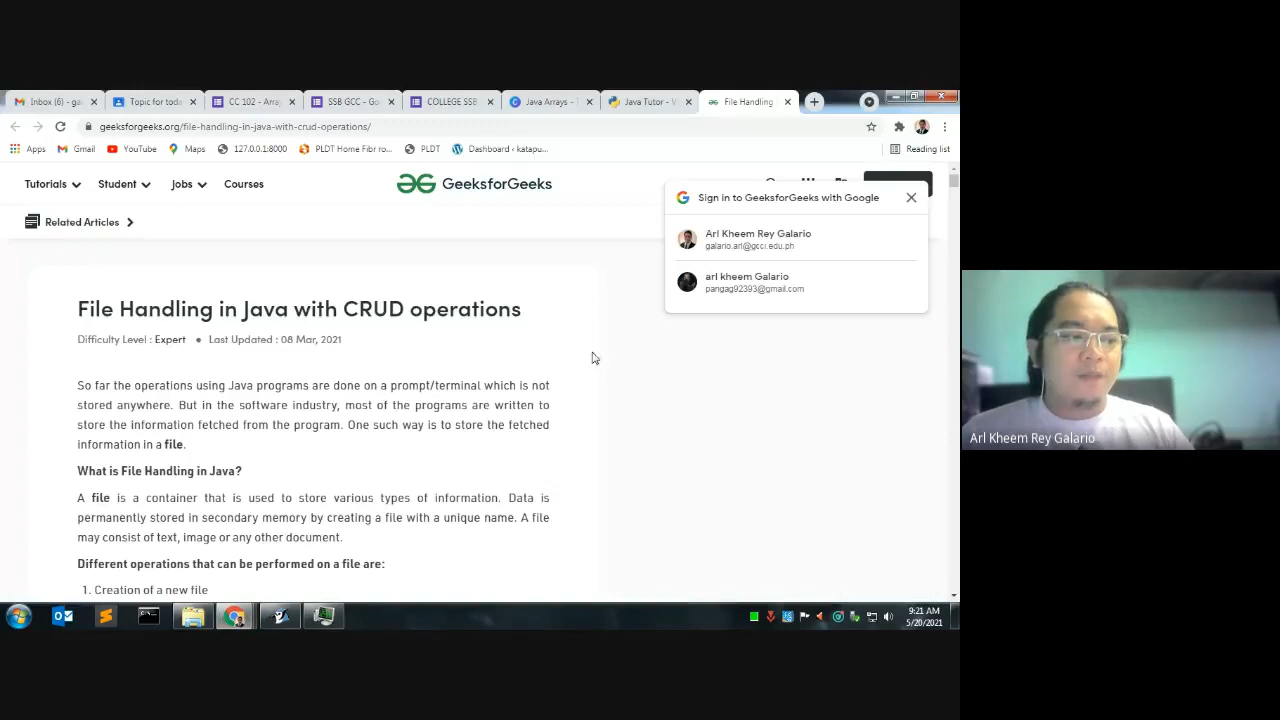 Inbox (6) - ga
Topic for toda
CC 102 - Arra
SSB GCC - Go
COLLEGE SSB
Java Arrays - T
Java Tutor - V
File Handling
geeksforgeeks.org/file-handling-in-java-with-crud-operations/
Apps
Gmail
YouTube
Maps
127.0.0.1:8000
PLDT Home Fibr ro...
PLDT
Dashboard ‹ katapu...
Reading list
Tutorials
Student
Jobs
Courses
GeeksforGeeks
Related Articles
Sign in to GeeksforGeeks with Google
Arl Kheem Rey Galario
galario.arl@gcci.edu.ph
arl kheem Galario
pangag92393@gmail.com
File Handling in Java with CRUD operations
Difficulty Level : Expert ● Last Updated : 08 Mar, 2021
So far the operations using Java programs are done on a prompt/terminal which is not
stored anywhere. But in the software industry, most of the programs are written to
store the information fetched from the program. One such way is to store the fetched
information in a file.
What is File Handling in Java?
A file is a container that is used to store various types of information. Data is
permanently stored in secondary memory by creating a file with a unique name. A file
may consist of text, image or any other document.
Different operations that can be performed on a file are:
1. Creation of a new file
9:21 AM
5/20/2021
Arl Kheem Rey Galario